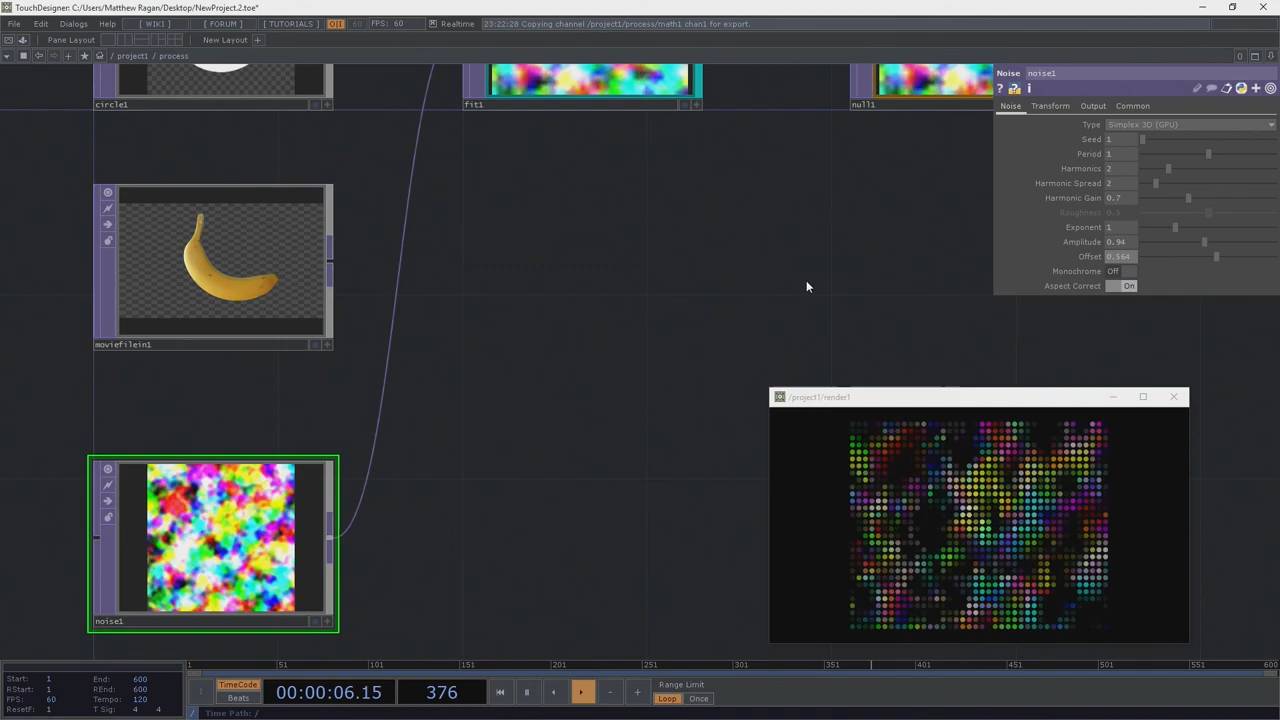 TouchDesigner: C:/Users/Matthew Ragan/Desktop/NewProject.2.toe*
File Edit Dialogs Help [ WIKI ] [ FORUM ] [ TUTORIALS ] O|I 60 FPS: 60 Realtime 23:22:28 Copying channel /project1/process/math1 chan1 for export.
Pane Layout New Layout +
/ project1 / process
Noise noise1
circle1 fit1 null1
Noise Transform Output Common
Type Simplex 3D (GPU)
Seed 1
Period 1
Harmonics 2
Harmonic Spread 2
Harmonic Gain 0.7
Roughness 0.5
Exponent 1
Amplitude 0.94
Offset 0.564
Monochrome Off
Aspect Correct On
moviefilein1
/project1/render1
noise1
1 51 101 151 201 251 301 351 401 451 501 551 600
Start: 1 End: 600
RStart: 1 REnd: 600
FPS: 60 Tempo: 120
ResetF: 1 T Sig: 4 4
TimeCode
Beats
00:00:06.15 376
Range Limit
Loop Once
/ Time Path: /